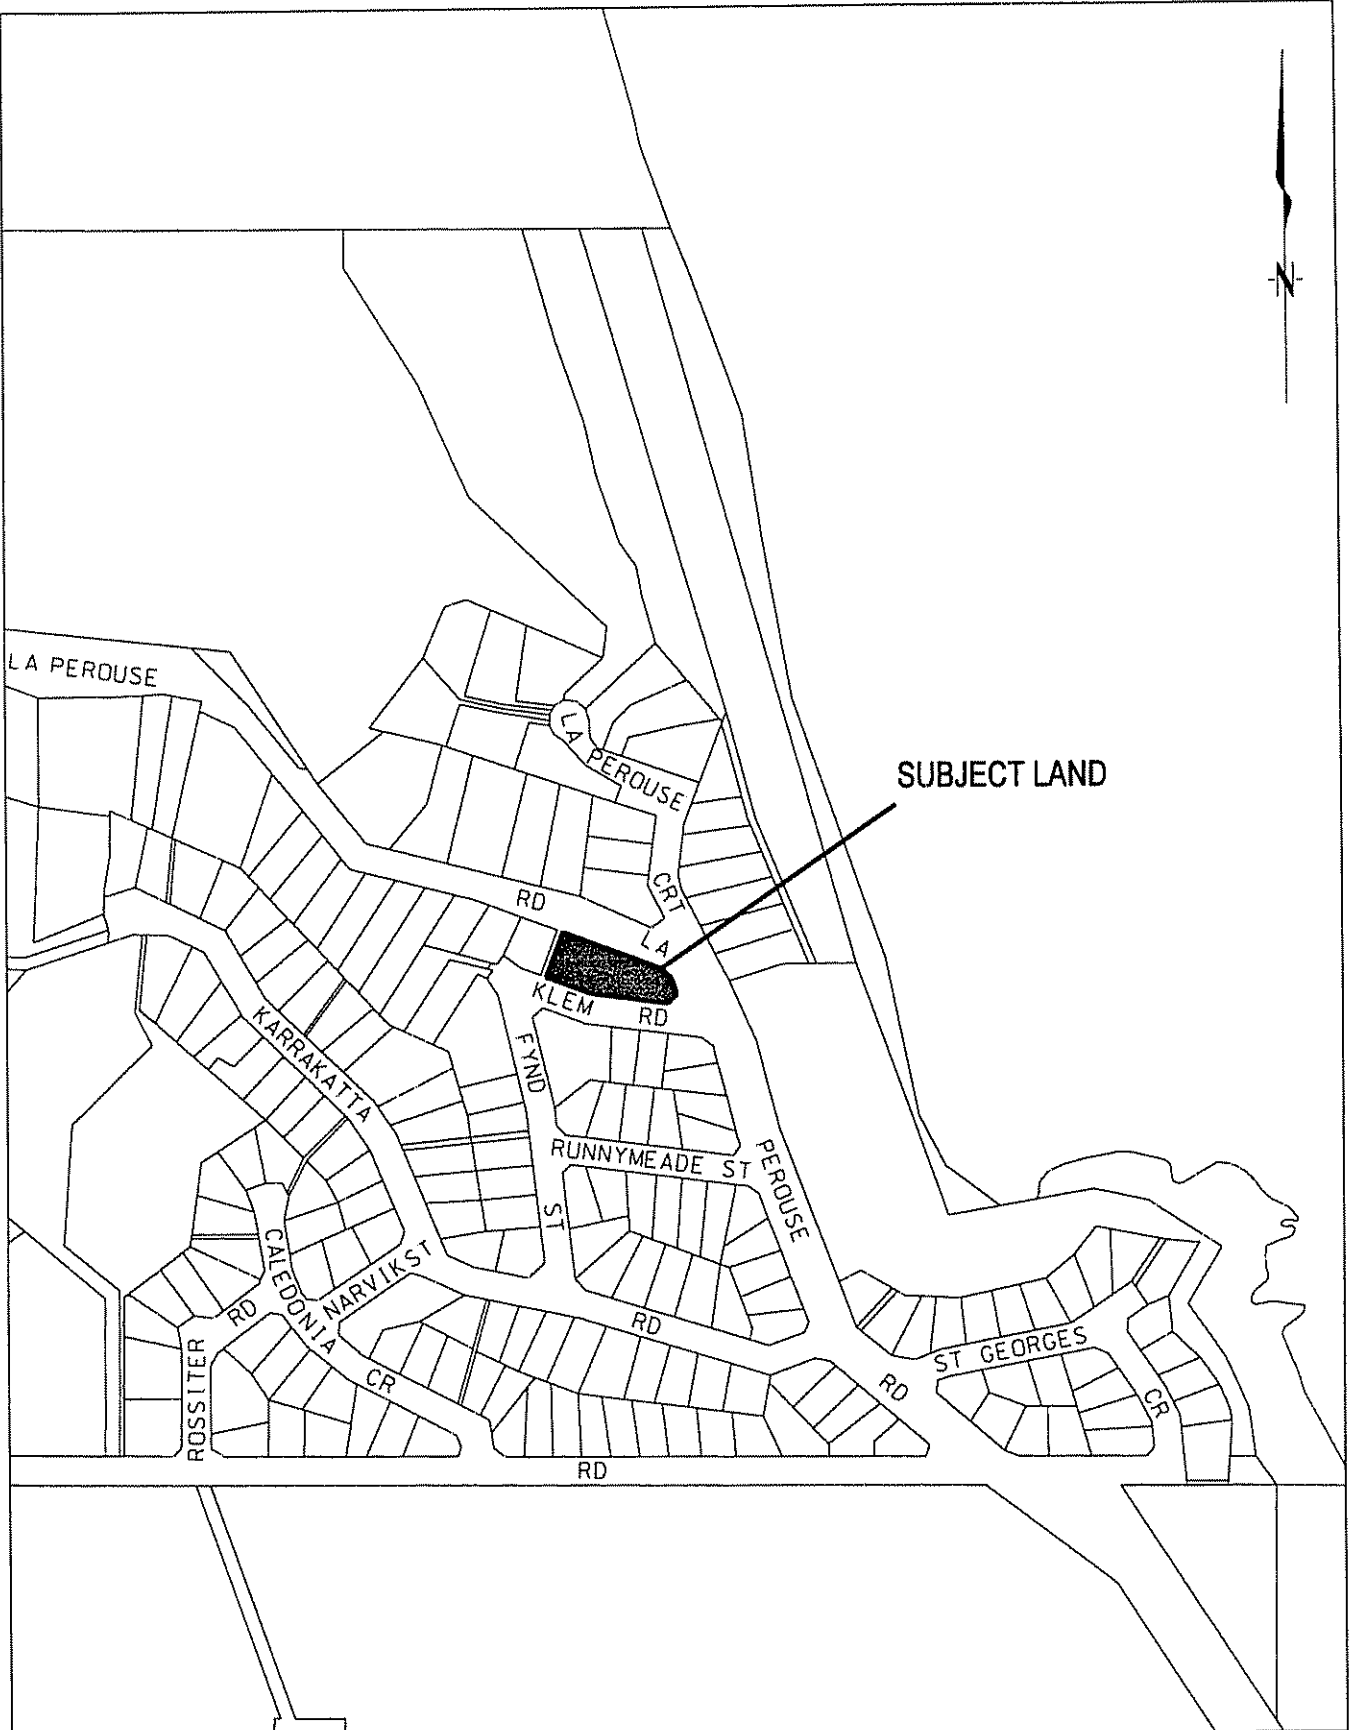 N
LA PEROUSE
LA PEROUSE
CRT
SUBJECT LAND
RD
LA
KLEM RD
KARRAKATTA
FYND
RUNNYMEADE ST
PEROUSE
ST
CALEDONIA
NARVIK ST
RD
RD
ST GEORGES
ROSSITER
CR
RD
CR
RD